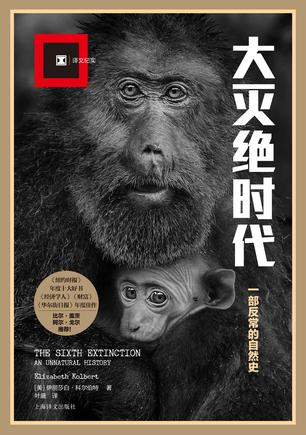 译文纪实
大灭绝时代
一部反常的自然史
《纽约时报》
年度十大好书
《经济学人》《财富》
《华尔街日报》年度佳作
比尔·盖茨
阿尔·戈尔
推荐!
THE SIXTH EXTINCTION
AN UNNATURAL HISTORY
Elizabeth Kolbert
[美] 伊丽莎白·科尔伯特 著
叶盛 译
上海译文出版社